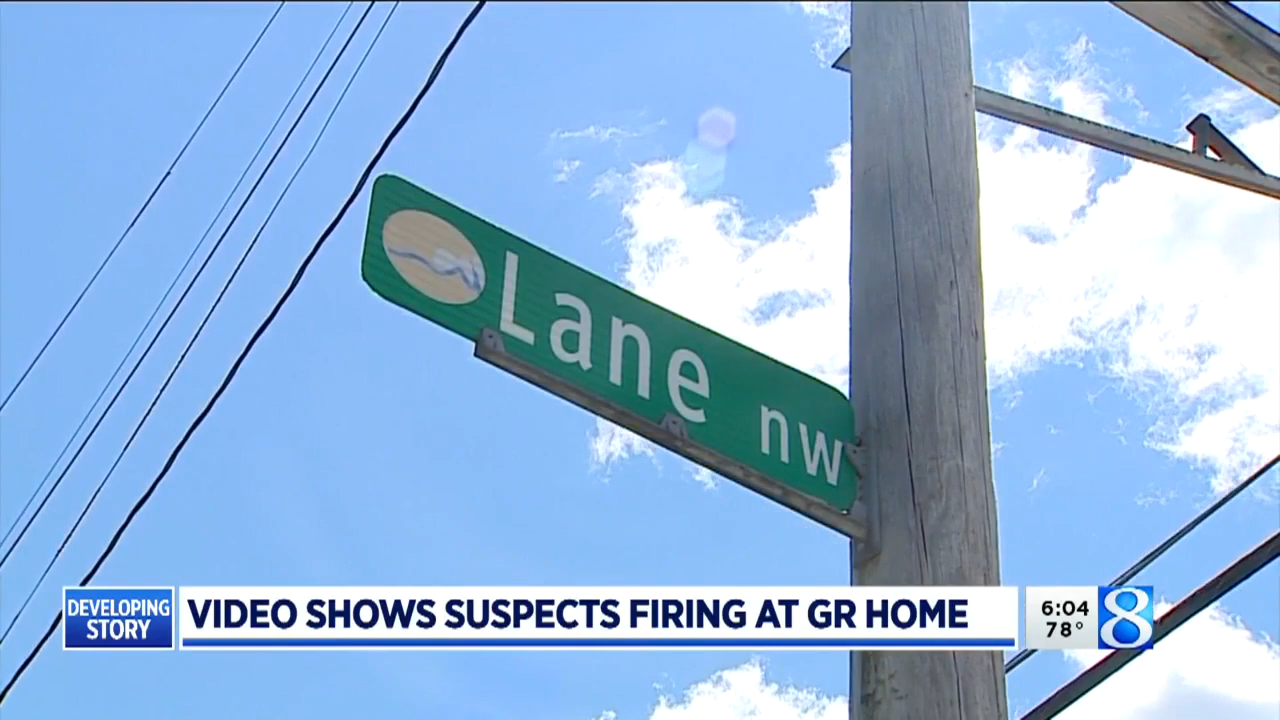 Lane nw
DEVELOPING
STORY
VIDEO SHOWS SUSPECTS FIRING AT GR HOME
6:04
78°
8